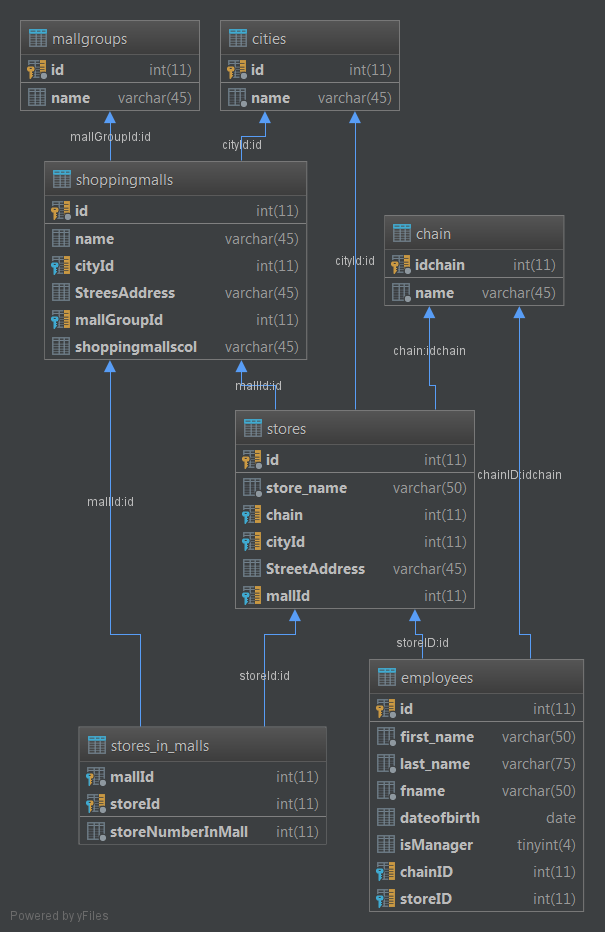 mallgroups
id int(11)
name varchar(45)
cities
id int(11)
name varchar(45)
mallGroupId:id
cityId:id
shoppingmalls
id int(11)
name varchar(45)
cityId int(11)
StreesAddress varchar(45)
mallGroupId int(11)
shoppingmallscol varchar(45)
chain
idchain int(11)
name varchar(45)
cityId:id
chain:idchain
mallId:id
stores
id int(11)
store_name varchar(50)
chain int(11)
cityId int(11)
StreetAddress varchar(45)
mallId int(11)
chainID:idchain
mallId:id
storeId:id
storeID:id
employees
id int(11)
first_name varchar(50)
last_name varchar(75)
fname varchar(50)
dateofbirth date
isManager tinyint(4)
chainID int(11)
storeID int(11)
stores_in_malls
mallId int(11)
storeId int(11)
storeNumberInMall int(11)
Powered by yFiles